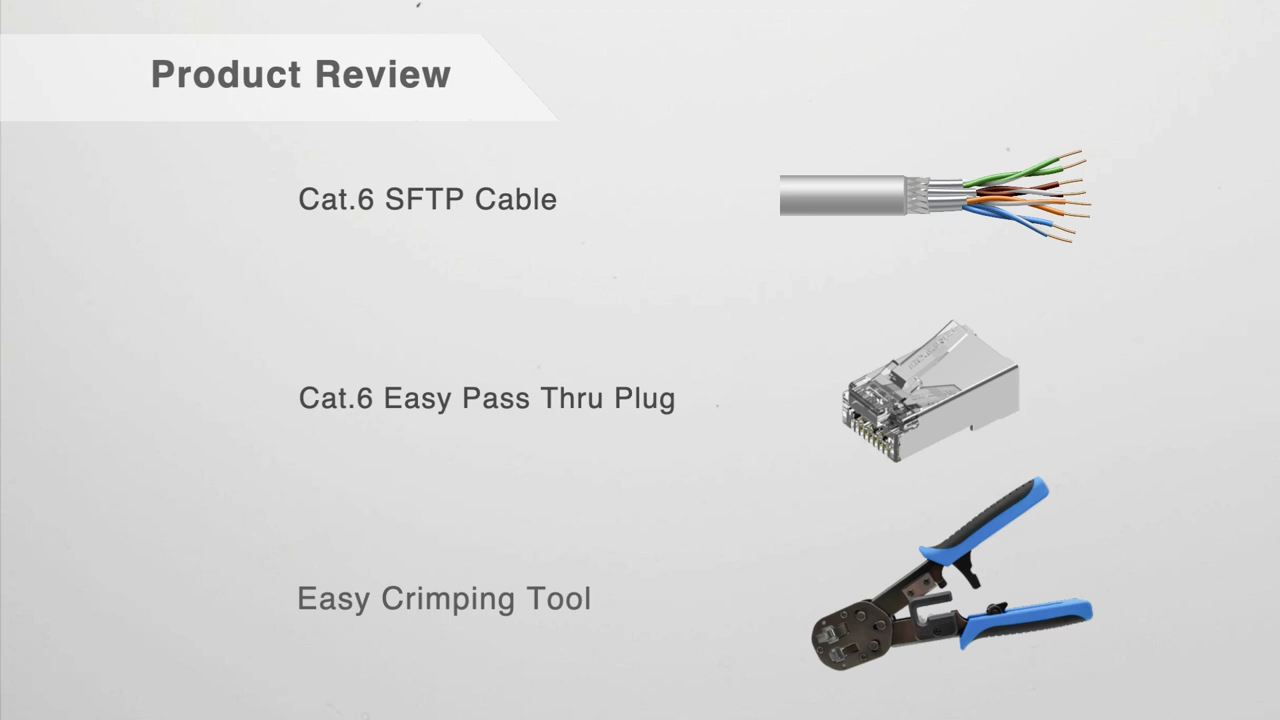 Product Review
Cat.6 SFTP Cable
Cat.6 Easy Pass Thru Plug
Easy Crimping Tool